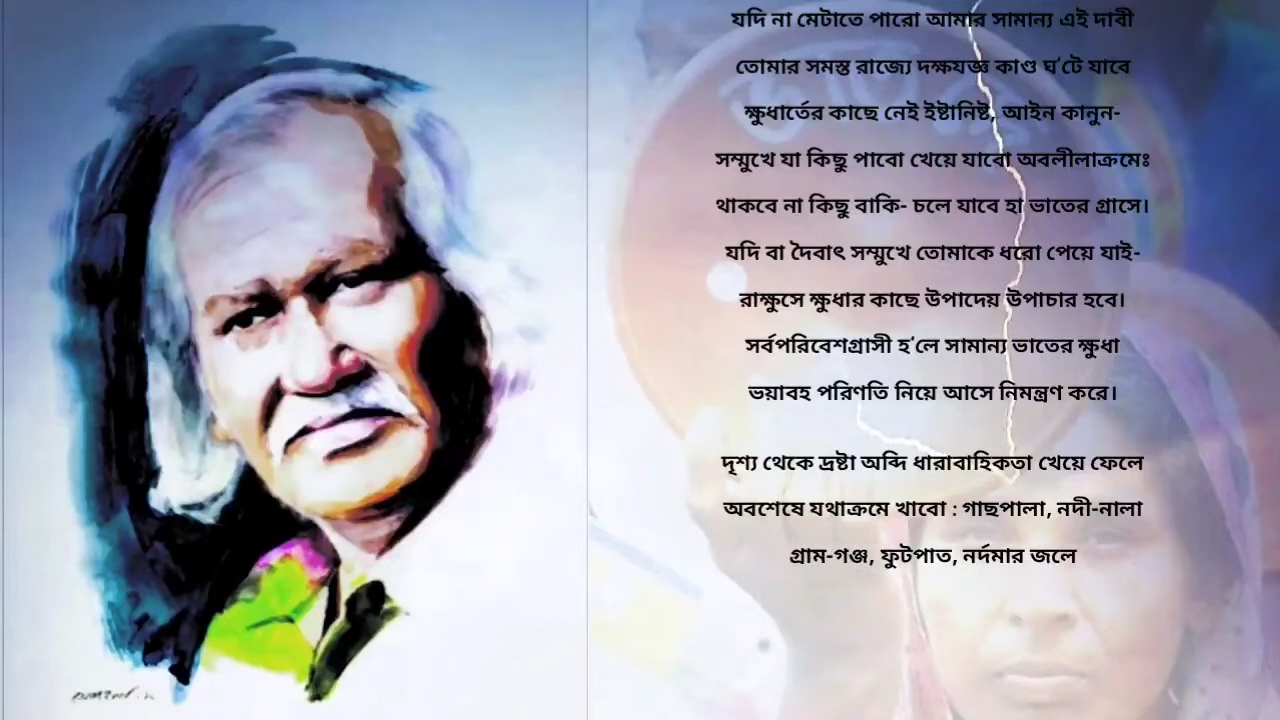 যদি না মেটাতে পারো আমার সামান্য এই দাবী
তোমার সমস্ত রাজ্যে দক্ষযজ্ঞ কাণ্ড ঘ'টে যাবে
ক্ষুধার্তের কাছে নেই ইষ্টানিষ্ট, আইন কানুন-
সম্মুখে যা কিছু পাবো খেয়ে যাবো অবলীলাক্রমেঃ
থাকবে না কিছু বাকি- চলে যাবে হা ভাতের গ্রাসে।
যদি বা দৈবাৎ সম্মুখে তোমাকে ধরো পেয়ে যাই-
রাক্ষুসে ক্ষুধার কাছে উপাদেয় উপাচার হবে।
সর্বপরিবেশগ্রাসী হ'লে সামান্য ভাতের ক্ষুধা
ভয়াবহ পরিণতি নিয়ে আসে নিমন্ত্রণ করে।
দৃশ্য থেকে দ্রষ্টা অব্দি ধারাবাহিকতা খেয়ে ফেলে
অবশেষে যথাক্রমে খাবো : গাছপালা, নদী-নালা
গ্রাম-গঞ্জ, ফুটপাত, নর্দমার জলে